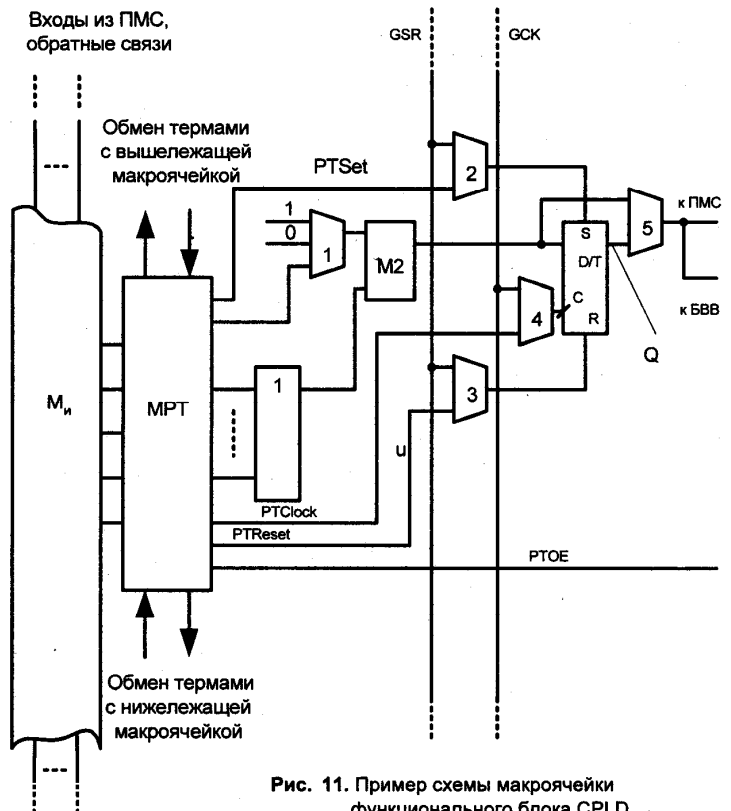 Входы из ПМС,
обратные связи
GSR
GCK
Обмен термами
с вышележащей
макроячейкой
PTSet
2
1
0
1
М2
5
к ПМС
S
D/T
C
R
4
к БВВ
Q
Mи
МРТ
1
3
u
PTClock
PTReset
PTOE
Обмен термами
с нижележащей
макроячейкой
Рис. 11. Пример схемы макроячейки
функционального блока CPLD